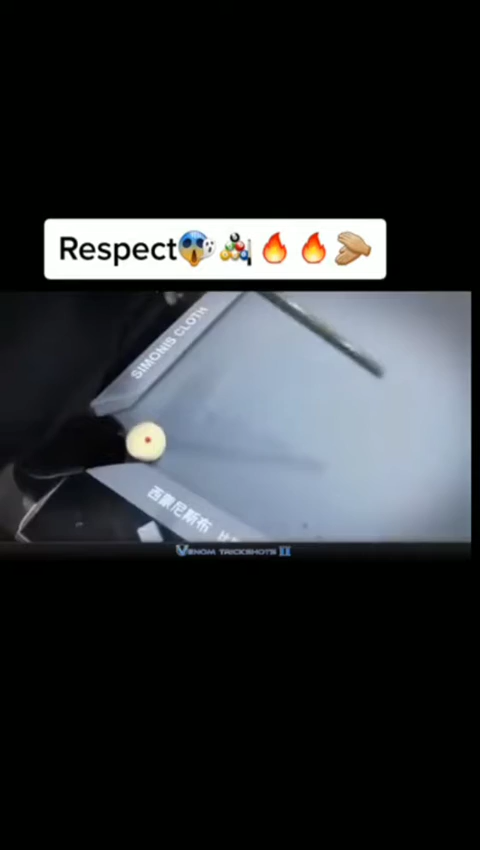 Respect😱🎱🔥🔥👏🏼
SIMONIS CLOTH
西蒙尼斯布
VENOM TRICKSHOTS II